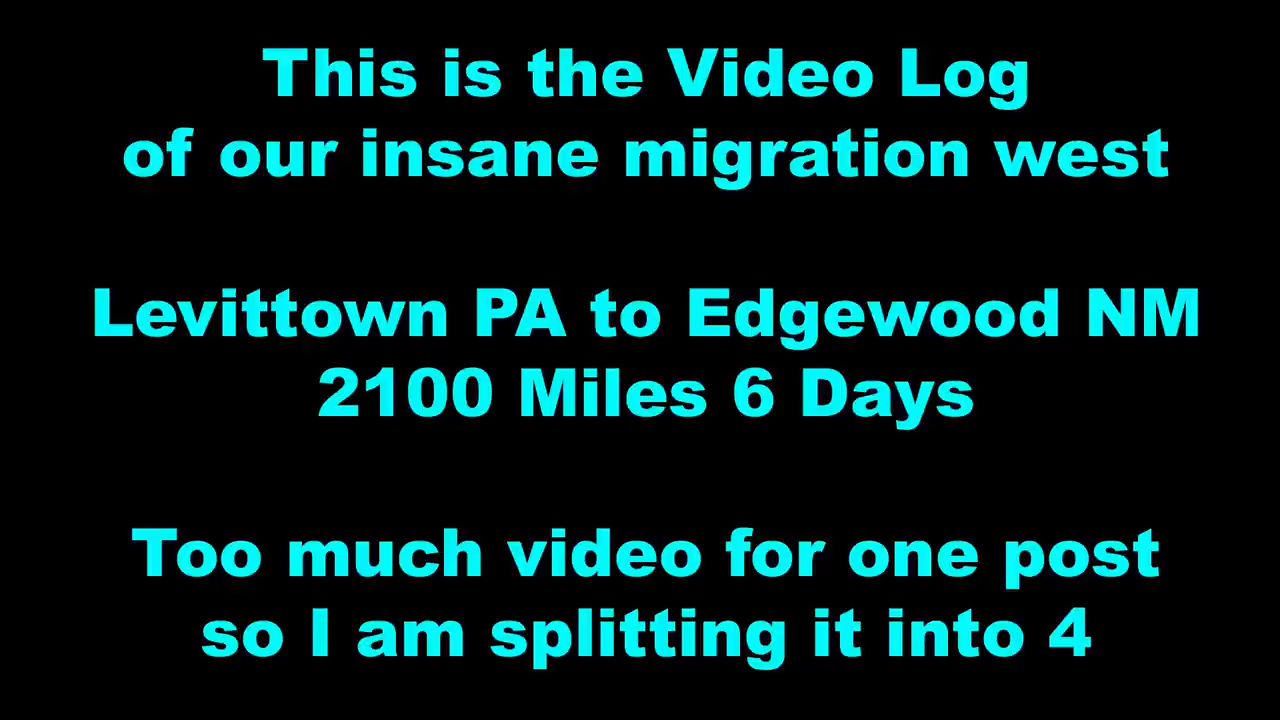 This is the Video Log
of our insane migration west
Levittown PA to Edgewood NM
2100 Miles 6 Days
Too much video for one post
so I am splitting it into 4